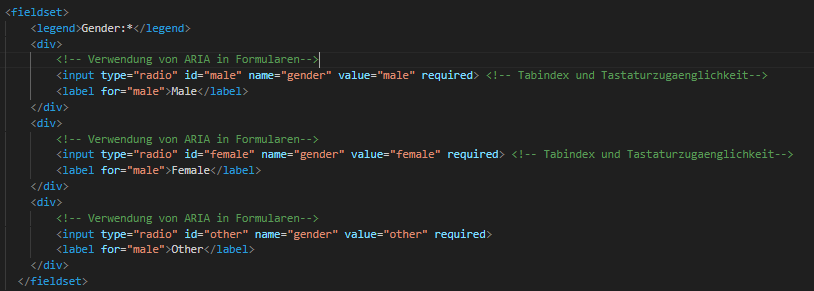 <fieldset>
<legend>Gender:*</legend>
<div>
<!-- Verwendung von ARIA in Formularen-->
<input type="radio" id="male" name="gender" value="male" required> <!-- Tabindex und Tastaturzugaenglichkeit-->
<label for="male">Male</label>
</div>
<div>
<!-- Verwendung von ARIA in Formularen-->
<input type="radio" id="female" name="gender" value="female" required> <!-- Tabindex und Tastaturzugaenglichkeit-->
<label for="male">Female</label>
</div>
<div>
<!-- Verwendung von ARIA in Formularen-->
<input type="radio" id="other" name="gender" value="other" required>
<label for="male">Other</label>
</div>
</fieldset>